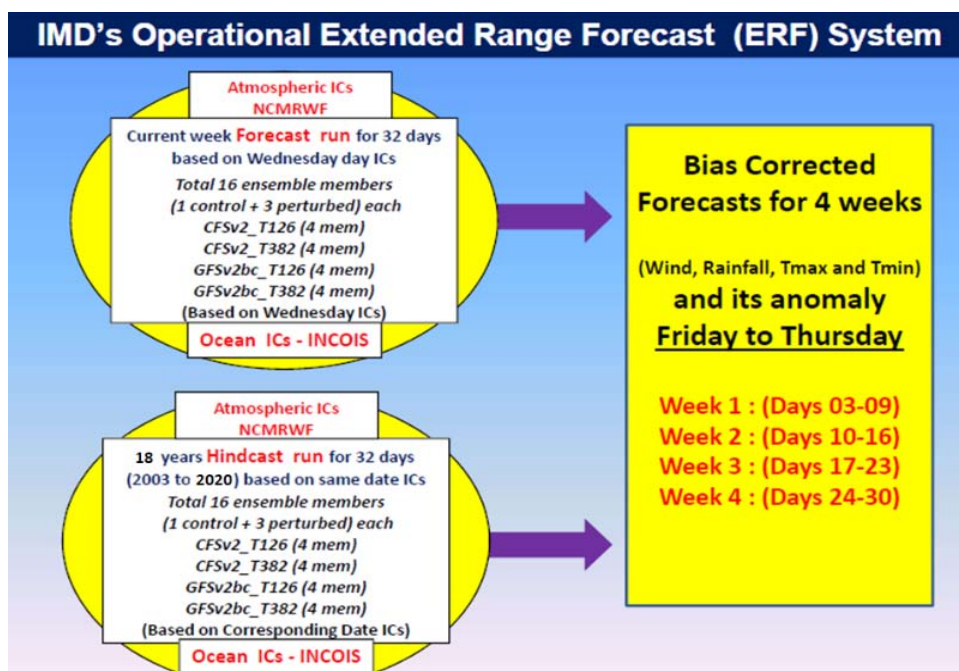 IMD's Operational Extended Range Forecast (ERF) System
Atmospheric ICs
NCMRWF
Current week Forecast run for 32 days
based on Wednesday day ICs
Total 16 ensemble members
(1 control + 3 perturbed) each
CFSv2_T126 (4 mem)
CFSv2_T382 (4 mem)
GFSv2bc_T126 (4 mem)
GFSv2bc_T382 (4 mem)
(Based on Wednesday ICs)
Ocean ICs - INCOIS
Atmospheric ICs
NCMRWF
18 years Hindcast run for 32 days
(2003 to 2020) based on same date ICs
Total 16 ensemble members
(1 control + 3 perturbed) each
CFSv2_T126 (4 mem)
CFSv2_T382 (4 mem)
GFSv2bc_T126 (4 mem)
GFSv2bc_T382 (4 mem)
(Based on Corresponding Date ICs)
Ocean ICs - INCOIS
Bias Corrected
Forecasts for 4 weeks
(Wind, Rainfall, Tmax and Tmin)
and its anomaly
Friday to Thursday
Week 1 : (Days 03-09)
Week 2 : (Days 10-16)
Week 3 : (Days 17-23)
Week 4 : (Days 24-30)